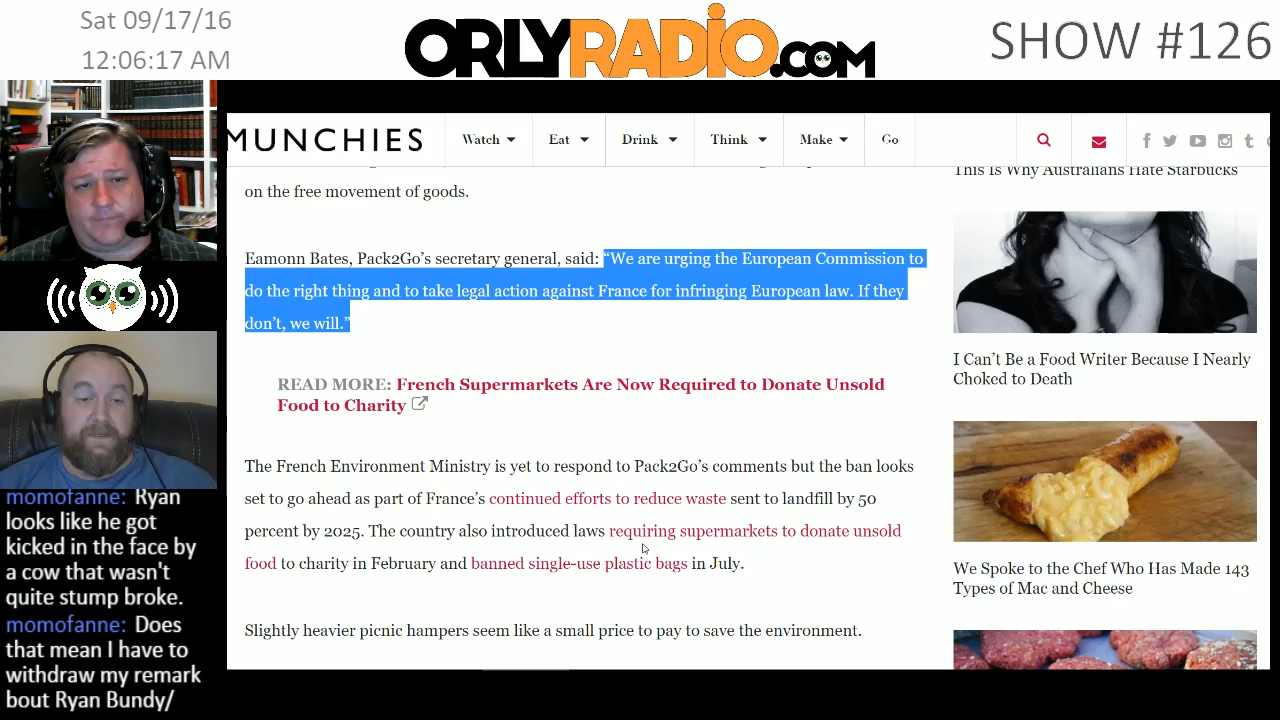 Sat 09/17/16
12:06:17 AM
ORLYRADIO.COM
SHOW #126
MUNCHIES
Watch
Eat
Drink
Think
Make
Go
on the free movement of goods.
Eamonn Bates, Pack2Go’s secretary general, said: “We are urging the European Commission to
do the right thing and to take legal action against France for infringing European law. If they
don’t, we will.”
READ MORE: French Supermarkets Are Now Required to Donate Unsold
Food to Charity
The French Environment Ministry is yet to respond to Pack2Go’s comments but the ban looks
set to go ahead as part of France’s continued efforts to reduce waste sent to landfill by 50
percent by 2025. The country also introduced laws requiring supermarkets to donate unsold
food to charity in February and banned single-use plastic bags in July.
Slightly heavier picnic hampers seem like a small price to pay to save the environment.
This Is Why Australians Hate Starbucks
I Can’t Be a Food Writer Because I Nearly
Choked to Death
We Spoke to the Chef Who Has Made 143
Types of Mac and Cheese
momofanne: Ryan
looks like he got
kicked in the face by
a cow that wasn't
quite stump broke.
momofanne: Does
that mean I have to
withdraw my remark
bout Ryan Bundy/